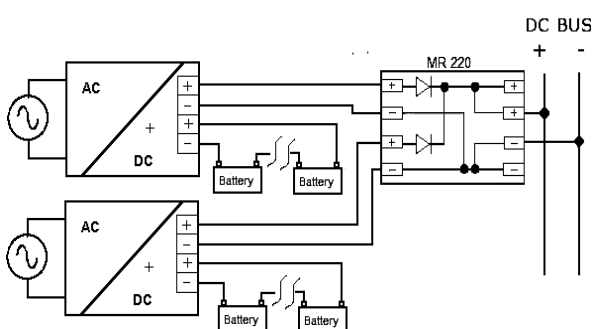 DC BUS
+ -
MR 220
AC
+
DC
+
-
+
-
Battery
Battery
+
-
+
-
+
+
-
-
AC
+
DC
+
-
+
-
Battery
Battery